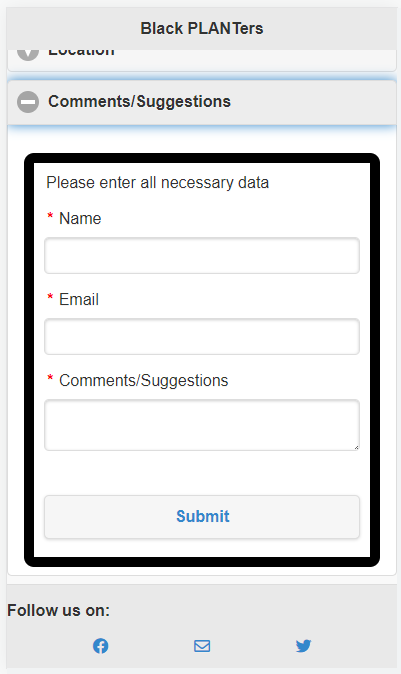 Black PLANTers
Location
Comments/Suggestions
Please enter all necessary data
* Name
* Email
* Comments/Suggestions
Submit
Follow us on: